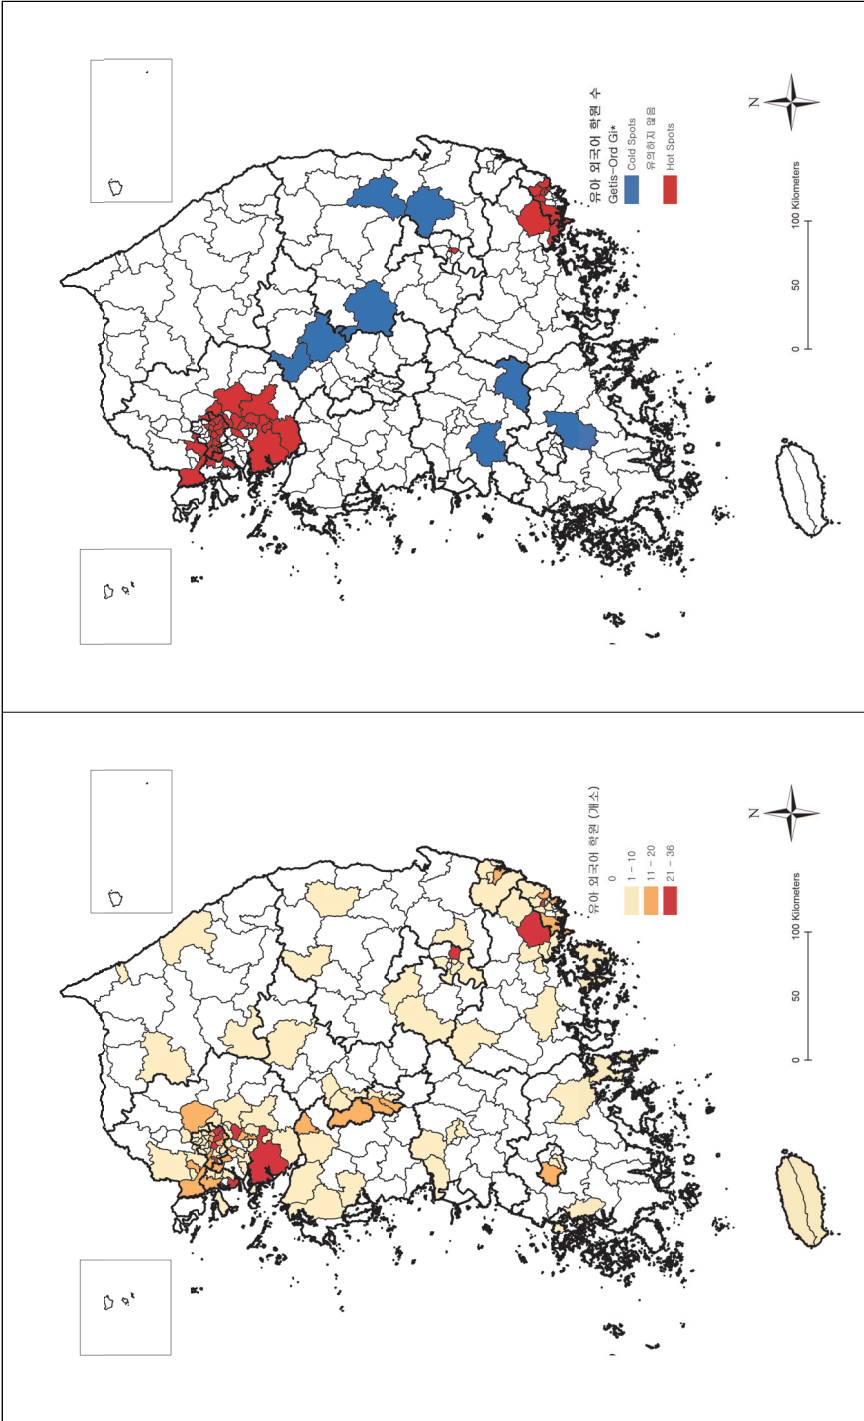 유아 외국어 학원 수
Getis-Ord Gi*
Cold Spots
유의하지 않음
Hot Spots
N
0
50
100 Kilometers
유아 외국어 학원 (개소)
0
1 - 10
11 - 20
21 - 36
N
0
50
100 Kilometers